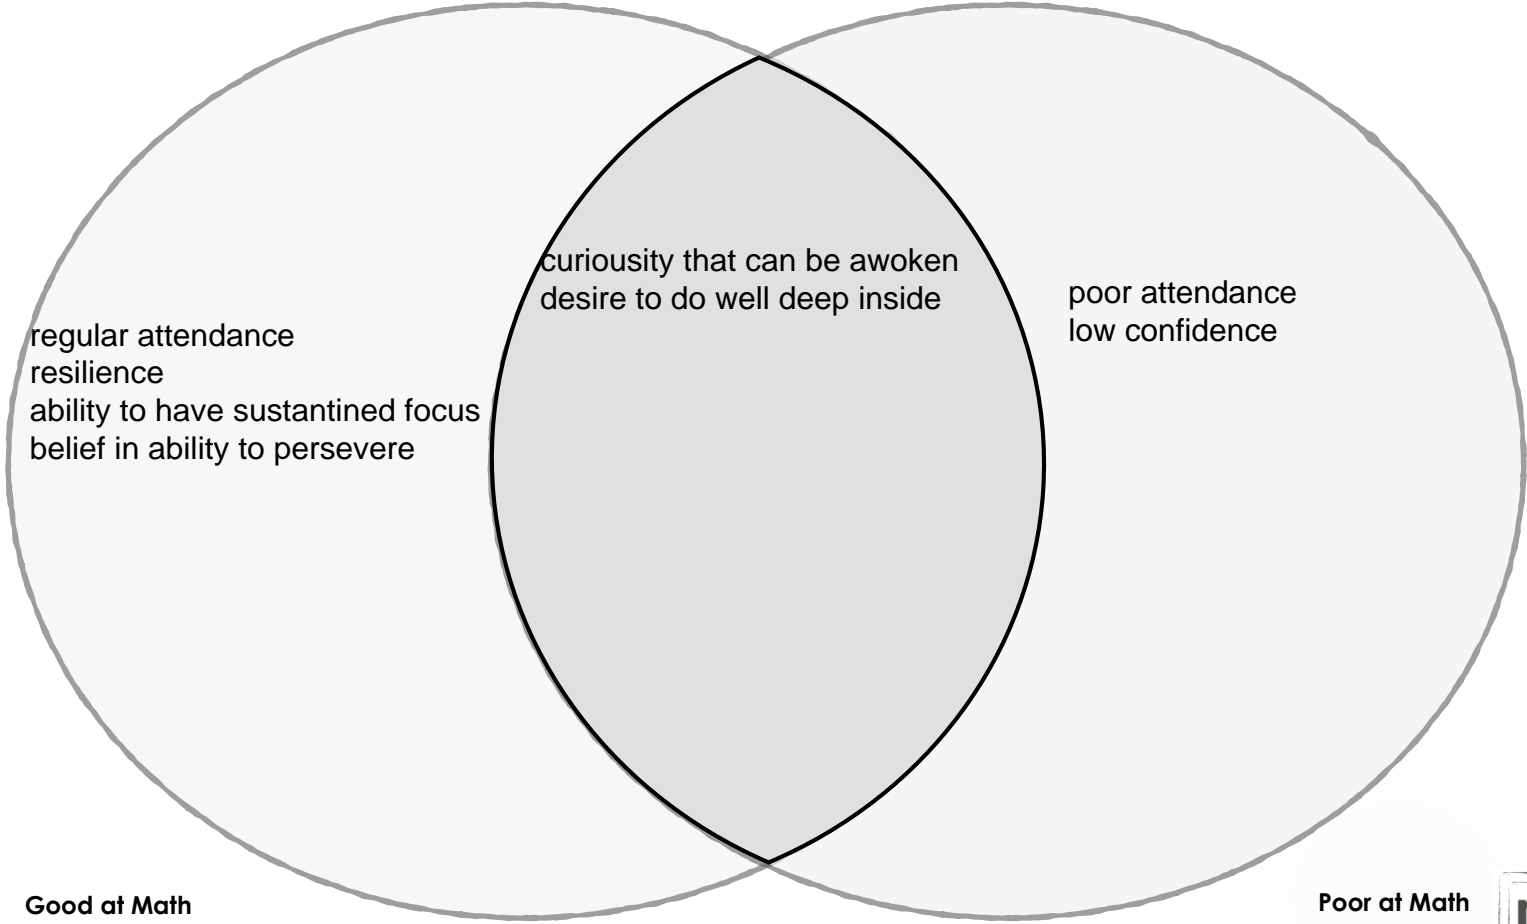 curiousity that can be awoken
desire to do well deep inside
poor attendance
low confidence
regular attendance
resilience
ability to have sustantined focus
belief in ability to persevere
Good at Math
Poor at Math